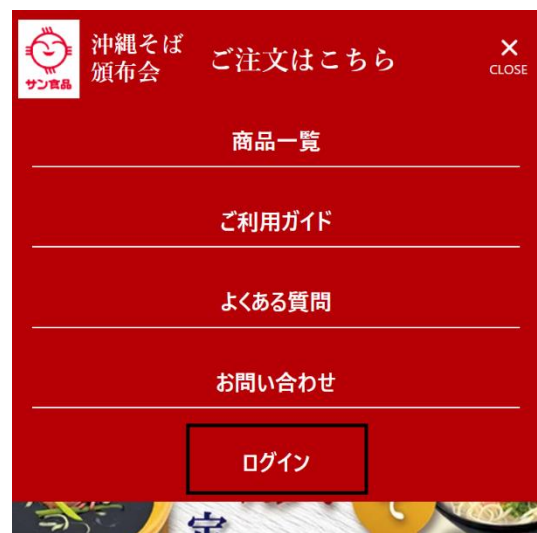 サン食品
沖縄そば
頒布会
ご注文はこちら
CLOSE
商品一覧
ご利用ガイド
よくある質問
お問い合わせ
ログイン
定